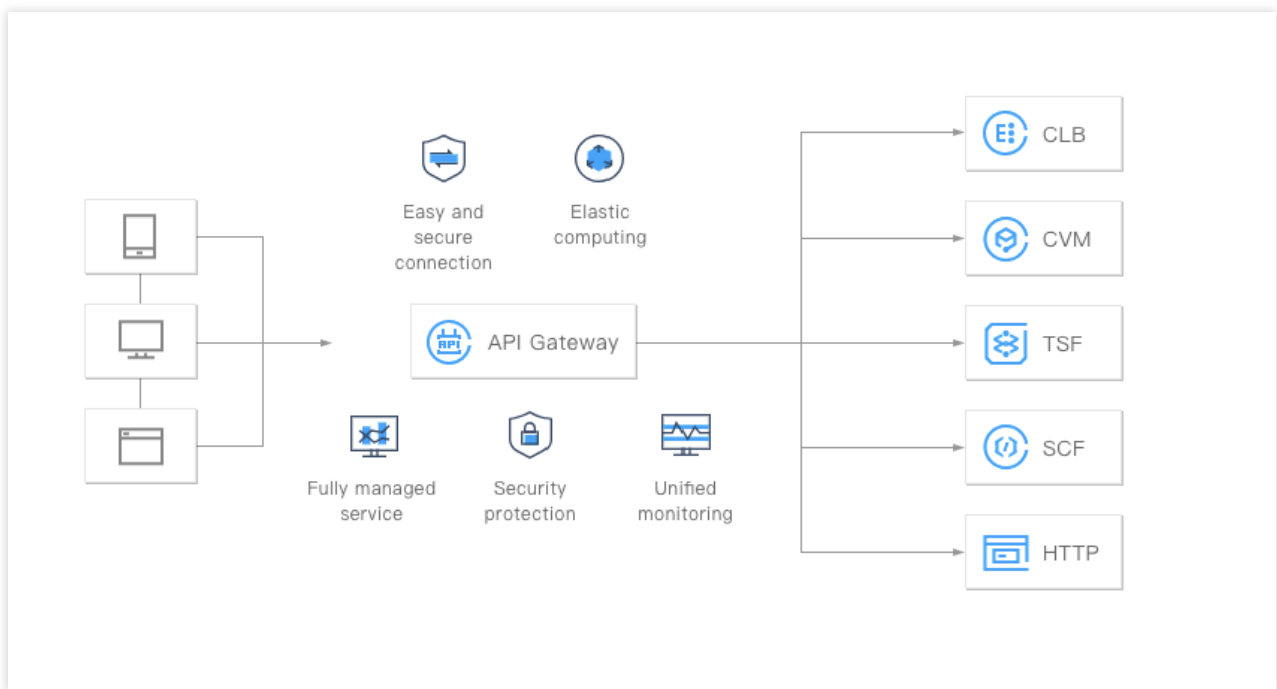 Easy and
secure
connection
Elastic
computing
API
API Gateway
Fully managed
service
Security
protection
Unified
monitoring
E
CLB
CVM
TSF
SCF
HTTP